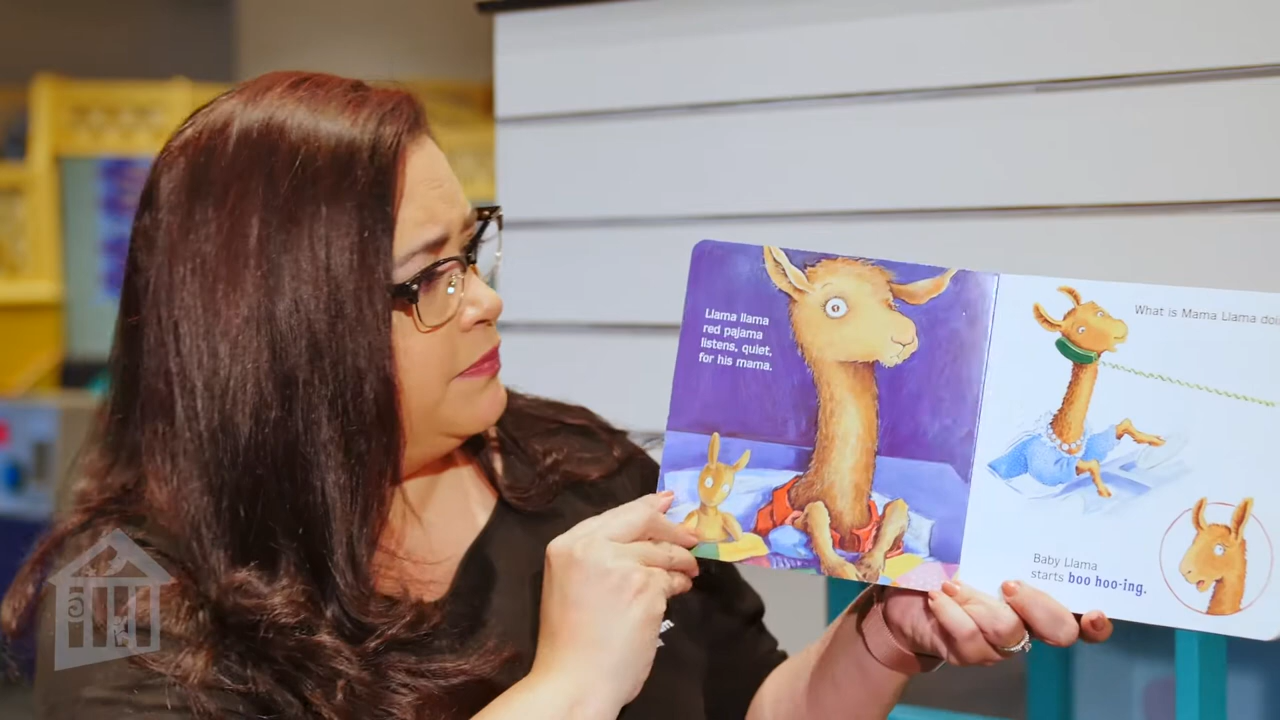 Llama llama
red pajama
listens, quiet,
for his mama.
What is Mama Llama
Baby Llama
starts boo hoo-ing.